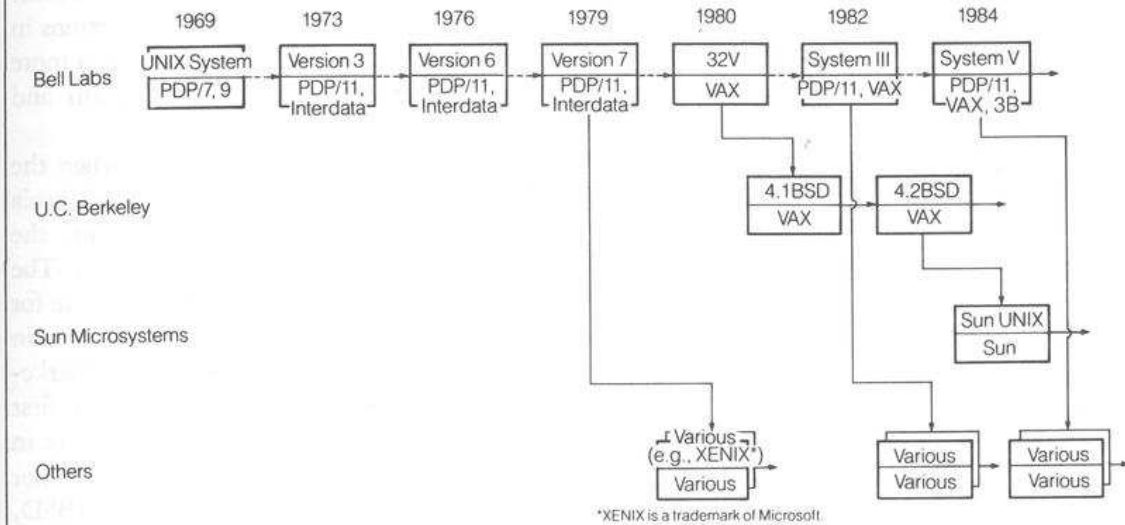 1969 1973 1976 1979 1980 1982 1984
Bell Labs
UNIX System
PDP/7, 9
Version 3
PDP/11,
Interdata
Version 6
PDP/11,
Interdata
Version 7
PDP/11,
Interdata
32V
VAX
System III
PDP/11, VAX
System V
PDP/11,
VAX, 3B
U.C. Berkeley
4.1BSD
VAX
4.2BSD
VAX
Sun Microsystems
Sun UNIX
Sun
Others
Various
(e.g., XENIX*)
Various
Various
Various
Various
Various
*XENIX is a trademark of Microsoft.